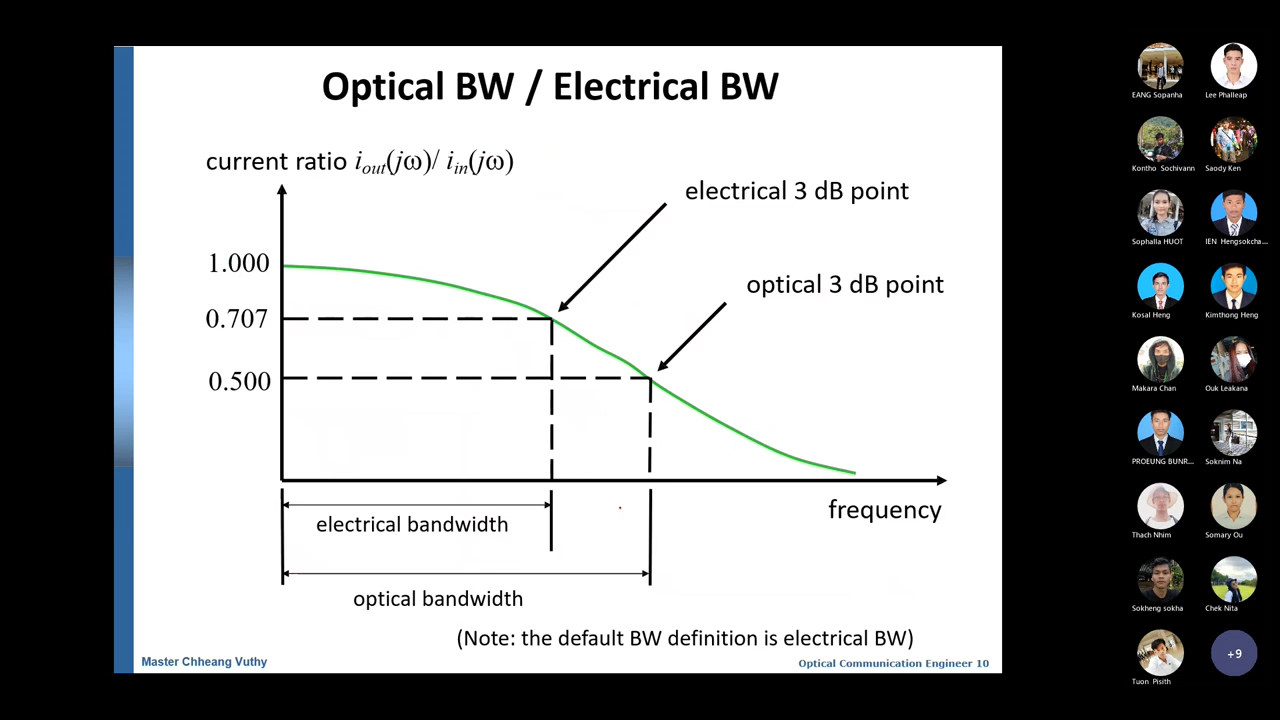 Optical BW / Electrical BW
current ratio iout(jω)/ iin(jω)
electrical 3 dB point
optical 3 dB point
1.000
0.707
0.500
frequency
electrical bandwidth
optical bandwidth
(Note: the default BW definition is electrical BW)
Master Chheang Vuthy
Optical Communication Engineer 10
EANG Sopanha
Lee Phalleap
Kontho Sochivann
Saody Ken
Sophalla HUOT
IEN Hengsokcha...
Kosal Heng
Kimthong Heng
Makara Chan
Ouk Leakana
PROEUNG BUNR...
Soknim Na
Thach Nhim
Somary Ou
Sokheng sokha
Chek Nita
Tuon Pisith
+9